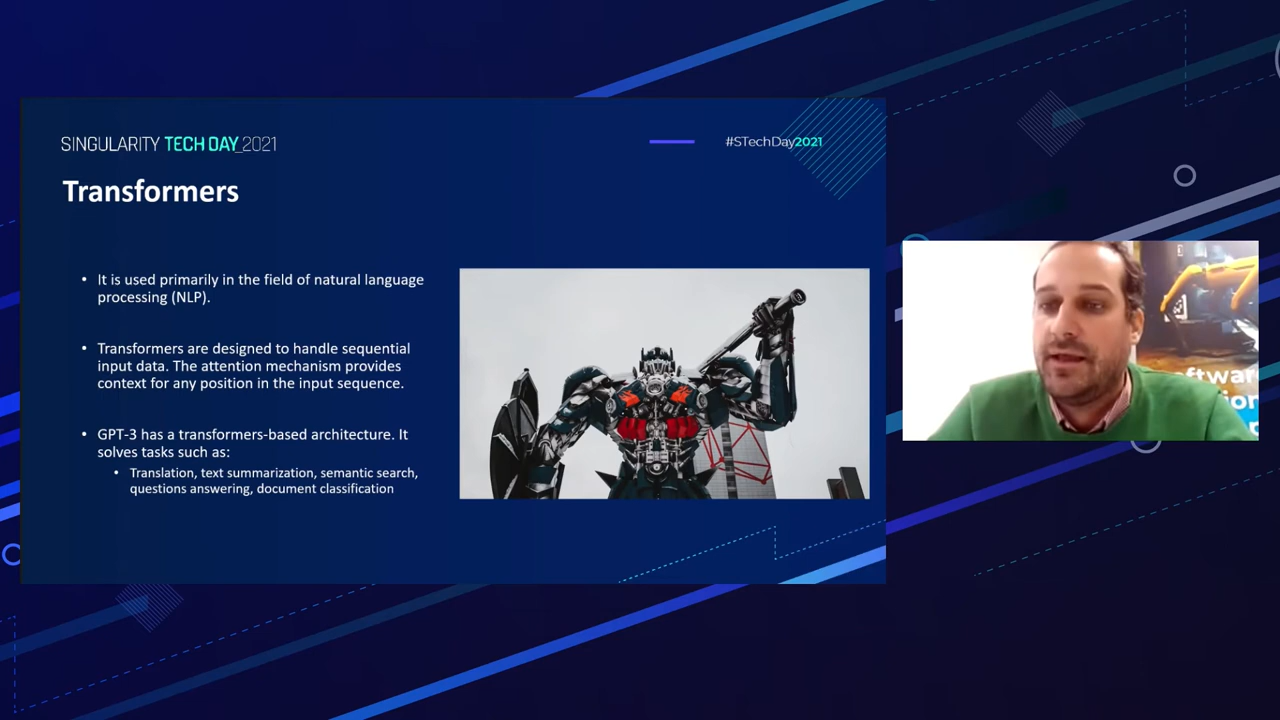 SINGULARITY TECH DAY_2021
#STechDay2021
Transformers
• It is used primarily in the field of natural language
processing (NLP).
• Transformers are designed to handle sequential
input data. The attention mechanism provides
context for any position in the input sequence.
• GPT-3 has a transformers-based architecture. It
solves tasks such as:
• Translation, text summarization, semantic search,
questions answering, document classification